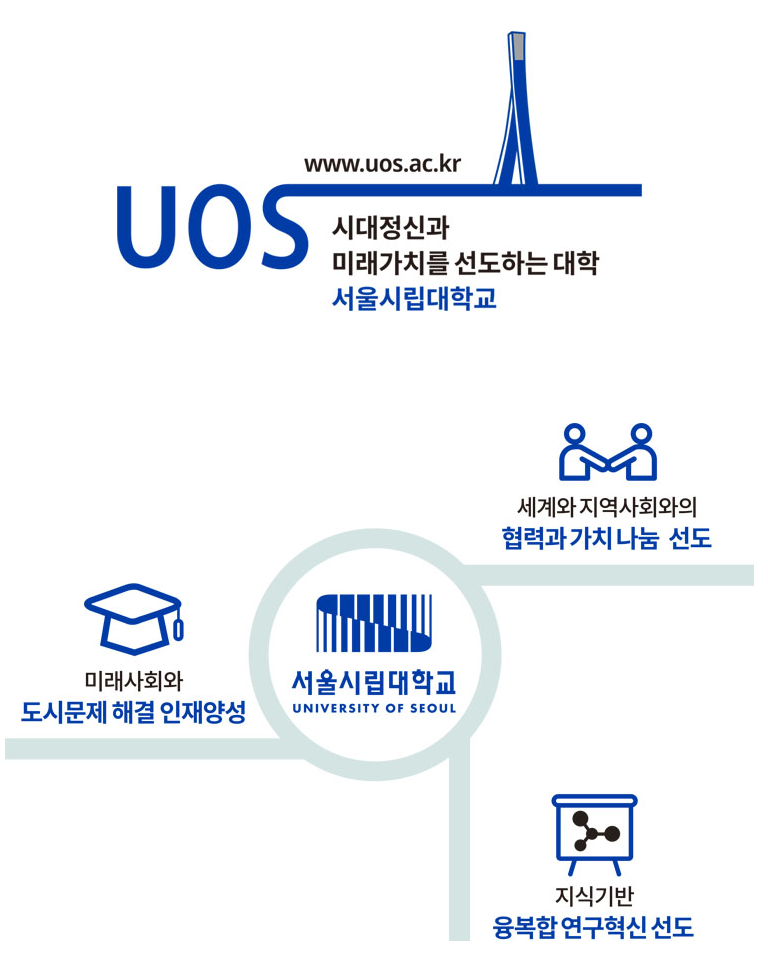 www.uos.ac.kr
UOS
시대정신과
미래가치를 선도하는 대학
서울시립대학교
세계와 지역사회와의
협력과 가치 나눔 선도
미래사회와
도시문제 해결 인재양성
서울시립대학교
UNIVERSITY OF SEOUL
지식기반
융복합 연구혁신 선도